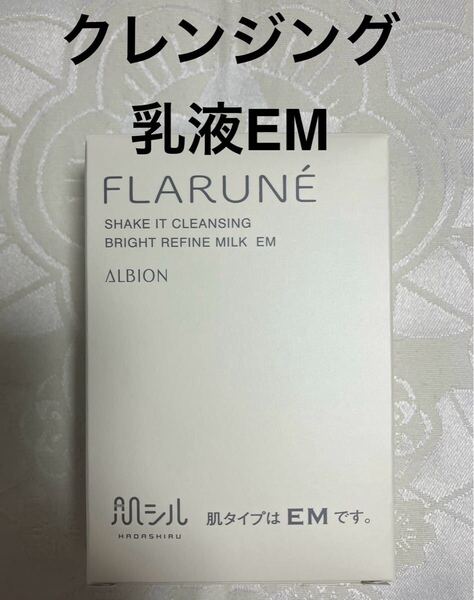 クレンジング
乳液EM
FLARUNÉ
SHAKE IT CLEANSING
BRIGHT REFINE MILK EM
ALBION
肌シル
HADASHIRU
肌タイプは EM です。